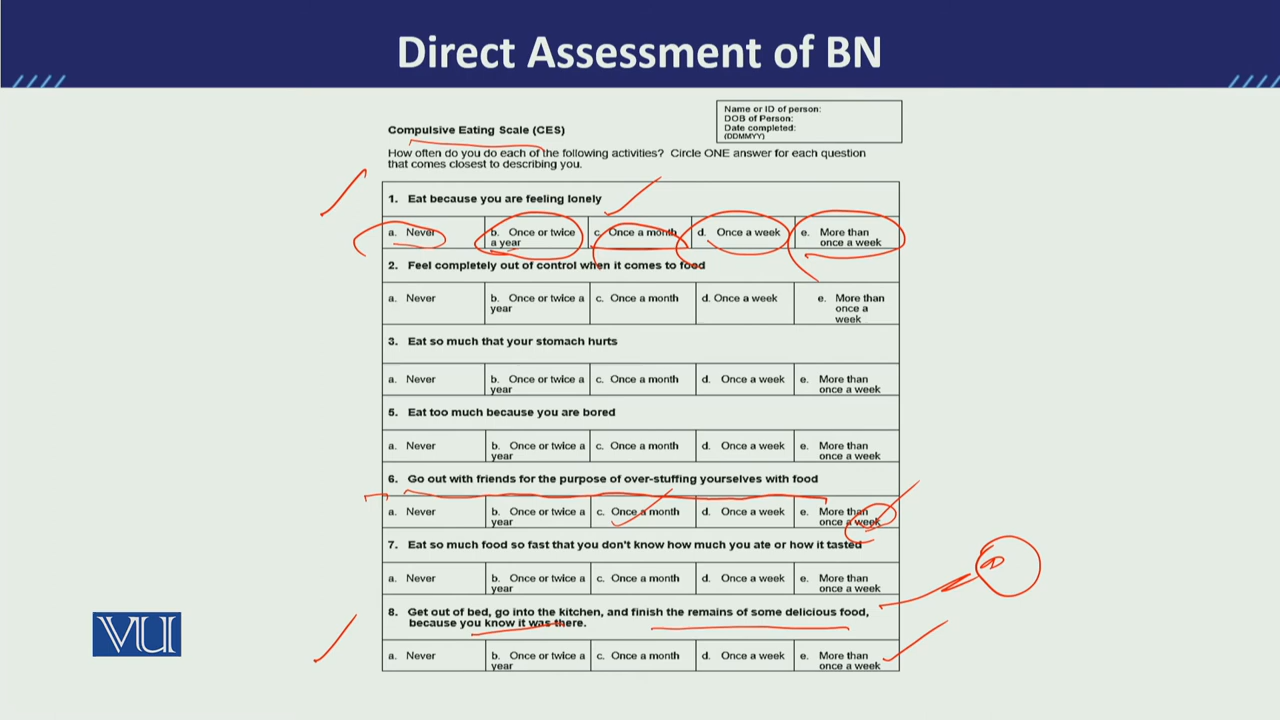 Direct Assessment of BN
Name or ID of person:
DOB of Person:
Date completed:
(DDMMYY)
Compulsive Eating Scale (CES)
How often do you do each of the following activities? Circle ONE answer for each question
that comes closest to describing you.
1. Eat because you are feeling lonely
a. Never b. Once or twice c. Once a month d. Once a week e. More than
a year once a week
2. Feel completely out of control when it comes to food
a. Never b. Once or twice a c. Once a month d. Once a week e. More than
year once a
week
3. Eat so much that your stomach hurts
a. Never b. Once or twice a c. Once a month d. Once a week e. More than
year once a week
5. Eat too much because you are bored
a. Never b. Once or twice a c. Once a month d. Once a week e. More than
year once a week
6. Go out with friends for the purpose of over-stuffing yourselves with food
a. Never b. Once or twice a c. Once a month d. Once a week e. More than
year once a week
7. Eat so much food so fast that you don't know how much you ate or how it tasted
a. Never b. Once or twice a c. Once a month d. Once a week e. More than
year once a week
8. Get out of bed, go into the kitchen, and finish the remains of some delicious food,
because you know it was there.
a. Never b. Once or twice a c. Once a month d. Once a week e. More than
year once a week
VU